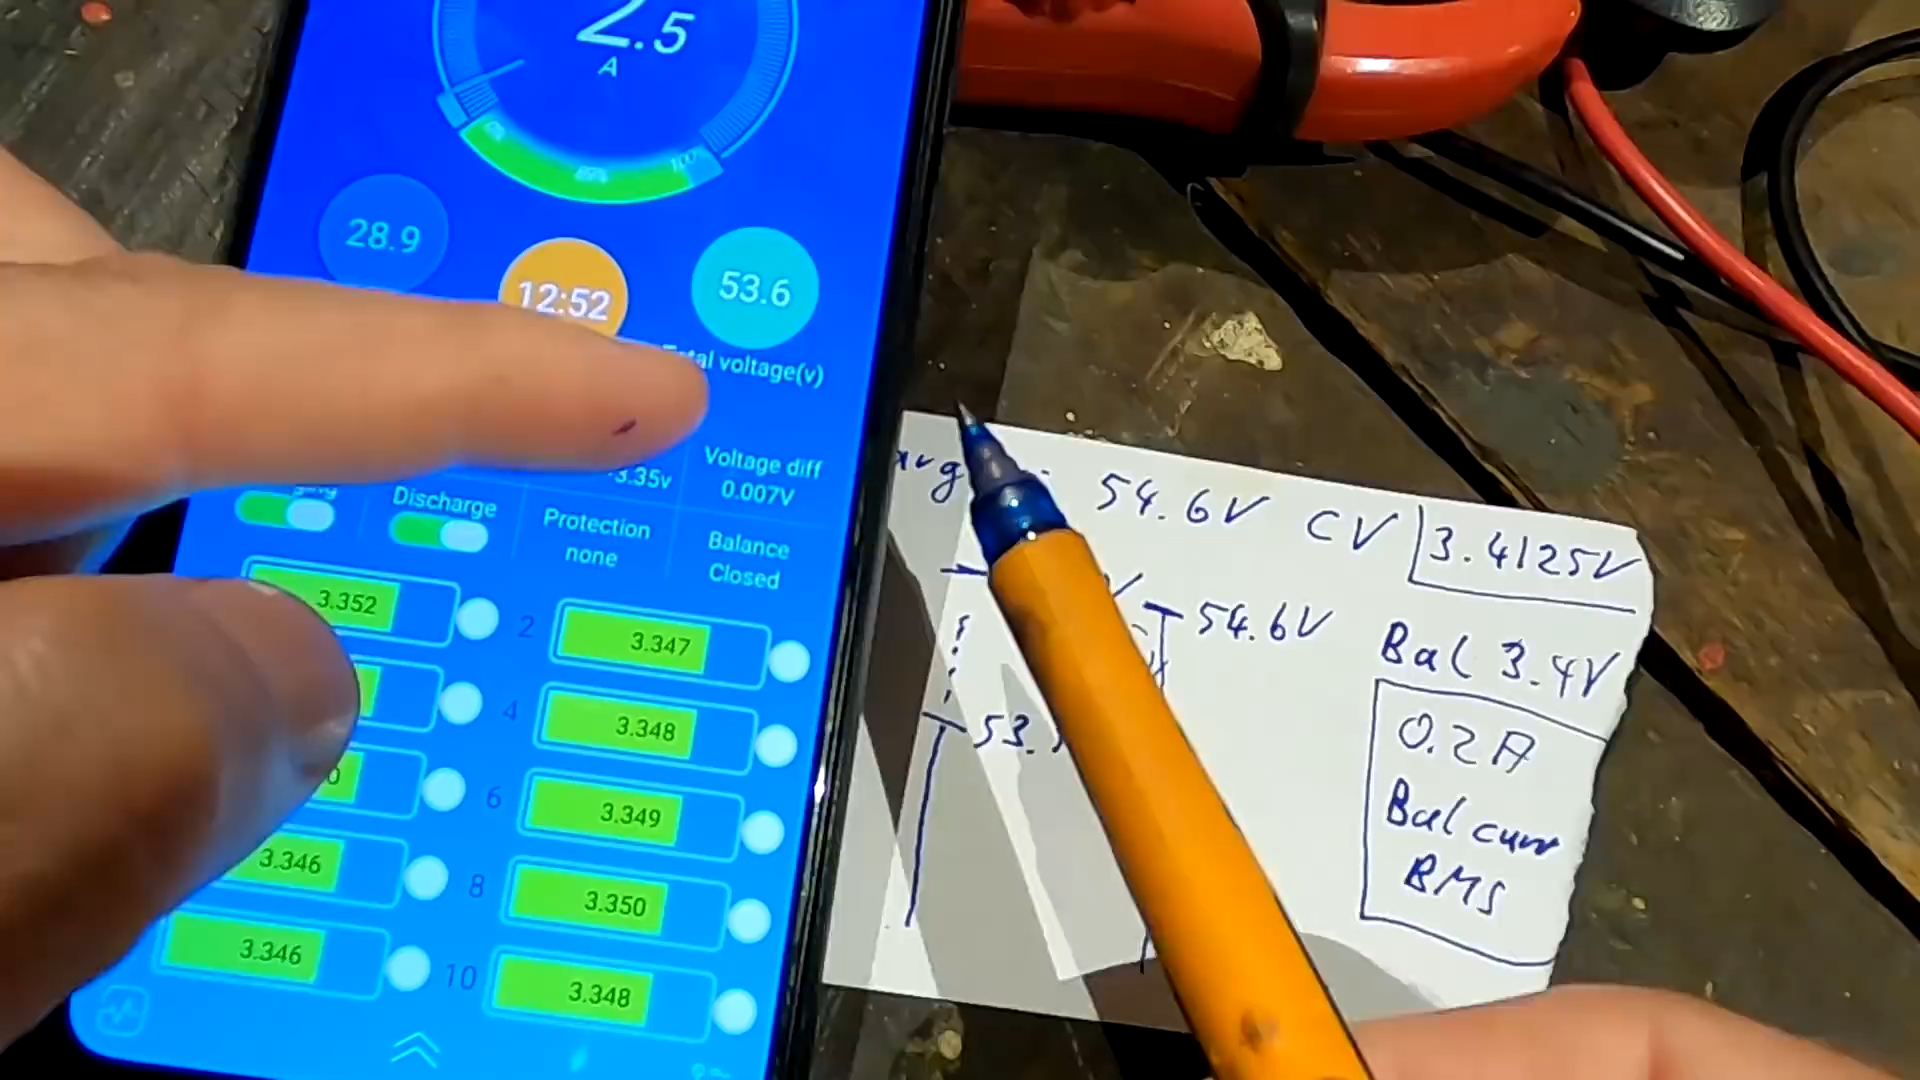 2.5
A
100
28.9
12:52
53.6
voltage(v)
3.35v
Voltage diff
0.007V
Discharge
Protection
none
Balance
Closed
3.352
2
3.347
4
3.348
6
3.349
3.346
8
3.350
3.346
10
3.348
54.6V CV 3.4125V
54.6V
Bal 3.4V
0.2A
Bal curr
BMS